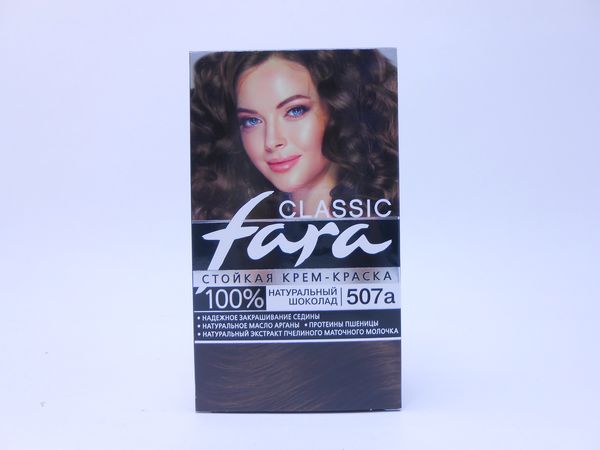 CLASSIC
fara
СТОЙКАЯ КРЕМ-КРАСКА
100% НАТУРАЛЬНЫЙ ШОКОЛАД 507а
• НАДЕЖНОЕ ЗАКРАШИВАНИЕ СЕДИНЫ
• НАТУРАЛЬНОЕ МАСЛО АРГАНЫ • ПРОТЕИНЫ ПШЕНИЦЫ
• НАТУРАЛЬНЫЙ ЭКСТРАКТ ПЧЕЛИНОГО МАТОЧНОГО МОЛОЧКА